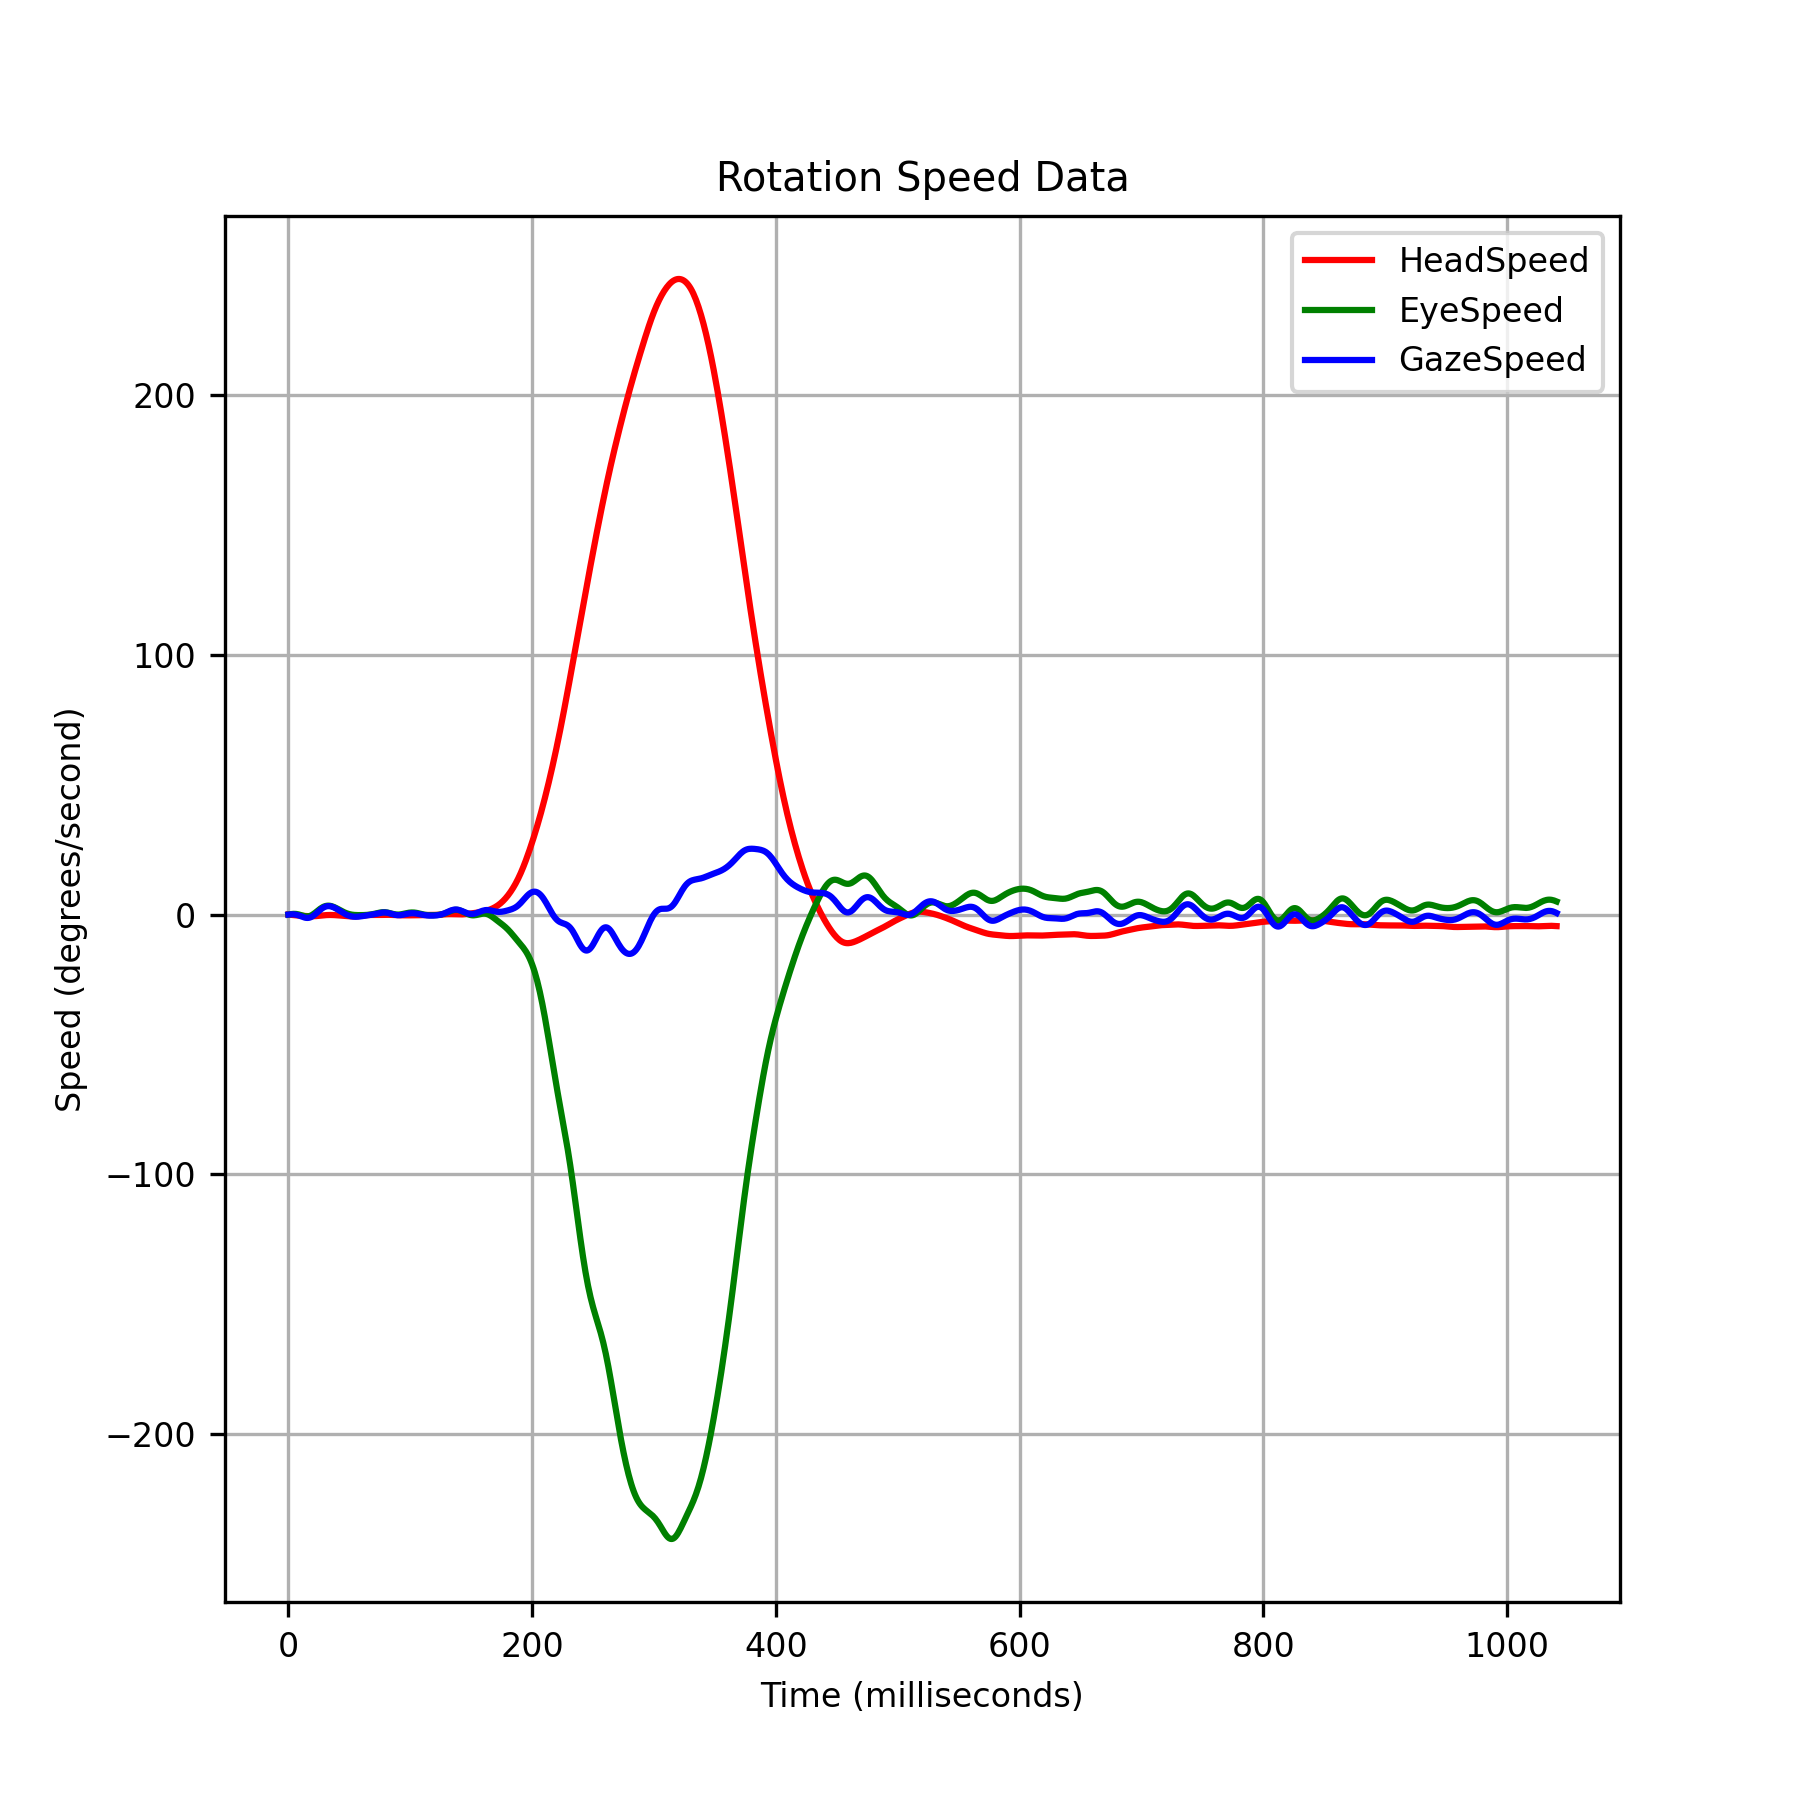 Rotation Speed Data
HeadSpeed
EyeSpeed
GazeSpeed
200
100
0
−100
−200
Speed (degrees/second)
0 200 400 600 800 1000
Time (milliseconds)